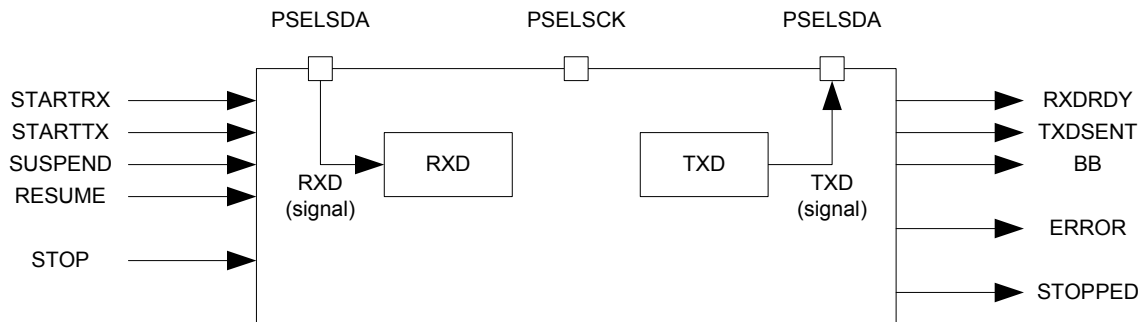 PSELSDA
PSELSCK
PSELSDA
STARTRX
STARTTX
SUSPEND
RESUME
STOP
RXD
(signal)
RXD
TXD
TXD
(signal)
RXDRDY
TXDSENT
BB
ERROR
STOPPED